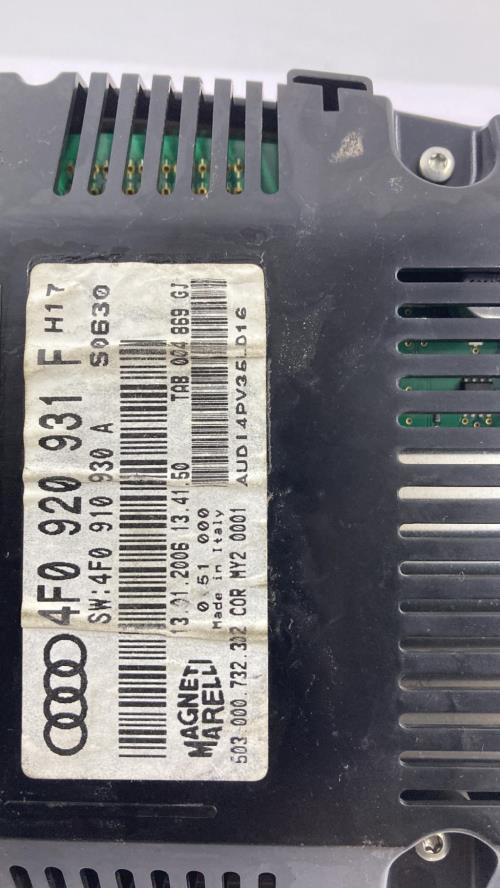 4F0 920 931 F H17
SW:4F0 910 930 A S0630
13.01.2006 13.41.50 TAB 004 869 GJ
0.51 000
Made in Italy
AUDI4PV35.D16
MAGNETI
MARELLI
503 000.732.302 COR MY2 0001